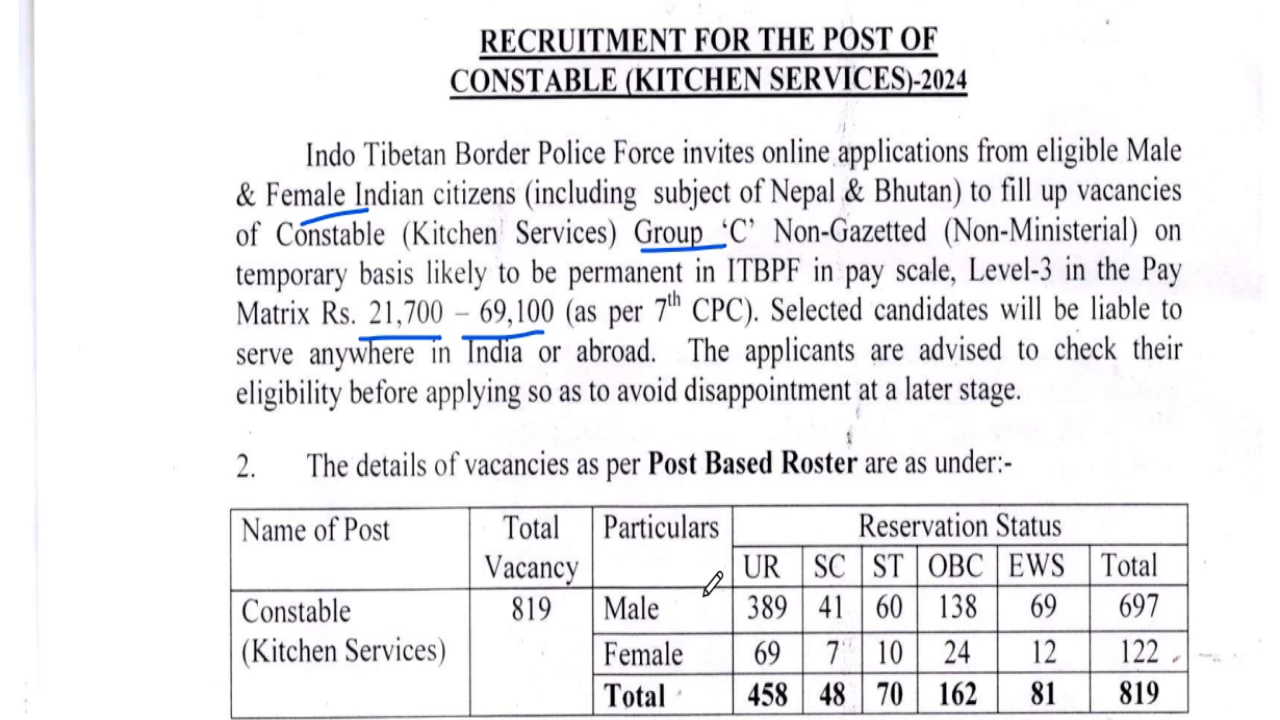 RECRUITMENT FOR THE POST OF
CONSTABLE (KITCHEN SERVICES)-2024
Indo Tibetan Border Police Force invites online applications from eligible Male
& Female Indian citizens (including subject of Nepal & Bhutan) to fill up vacancies
of Constable (Kitchen Services) Group ‘C’ Non-Gazetted (Non-Ministerial) on
temporary basis likely to be permanent in ITBPF in pay scale, Level-3 in the Pay
Matrix Rs. 21,700 – 69,100 (as per 7th CPC). Selected candidates will be liable to
serve anywhere in India or abroad. The applicants are advised to check their
eligibility before applying so as to avoid disappointment at a later stage.
2. The details of vacancies as per Post Based Roster are as under:-
Name of Post Total Vacancy Particulars Reservation Status
UR SC ST OBC EWS Total
Constable (Kitchen Services) 819 Male 389 41 60 138 69 697
Female 69 7 10 24 12 122
Total 458 48 70 162 81 819